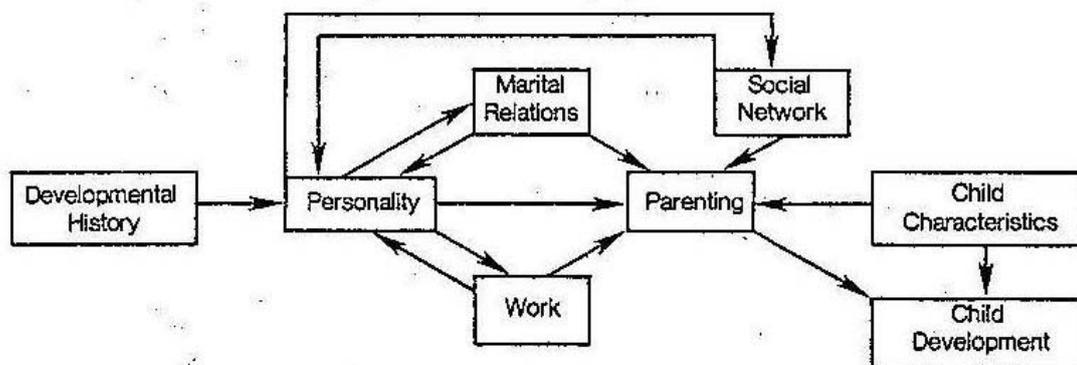 Marital
Relations
Social
Network
Developmental
History
Personality
Parenting
Child
Characteristics
Work
Child
Development